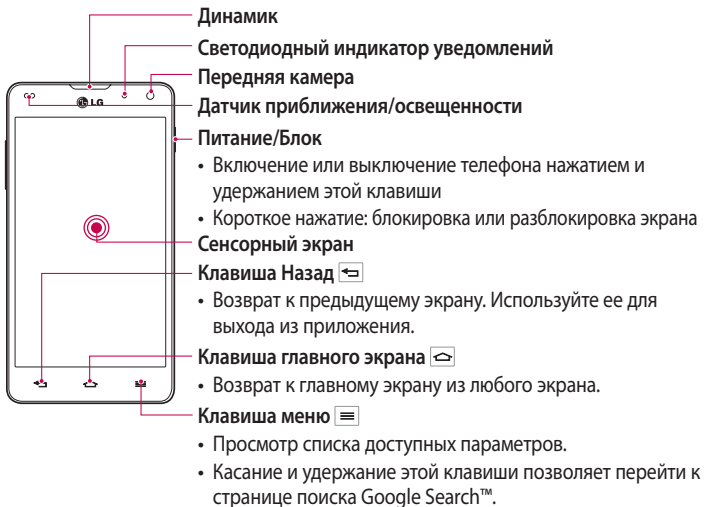 Динамик
Светодиодный индикатор уведомлений
Передняя камера
Датчик приближения/освещенности
LG
Питание/Блок
• Включение или выключение телефона нажатием и
удержанием этой клавиши
• Короткое нажатие: блокировка или разблокировка экрана
Сенсорный экран
Клавиша Назад
• Возврат к предыдущему экрану. Используйте ее для
выхода из приложения.
Клавиша главного экрана
• Возврат к главному экрану из любого экрана.
Клавиша меню
• Просмотр списка доступных параметров.
• Касание и удержание этой клавиши позволяет перейти к
странице поиска Google Search™.